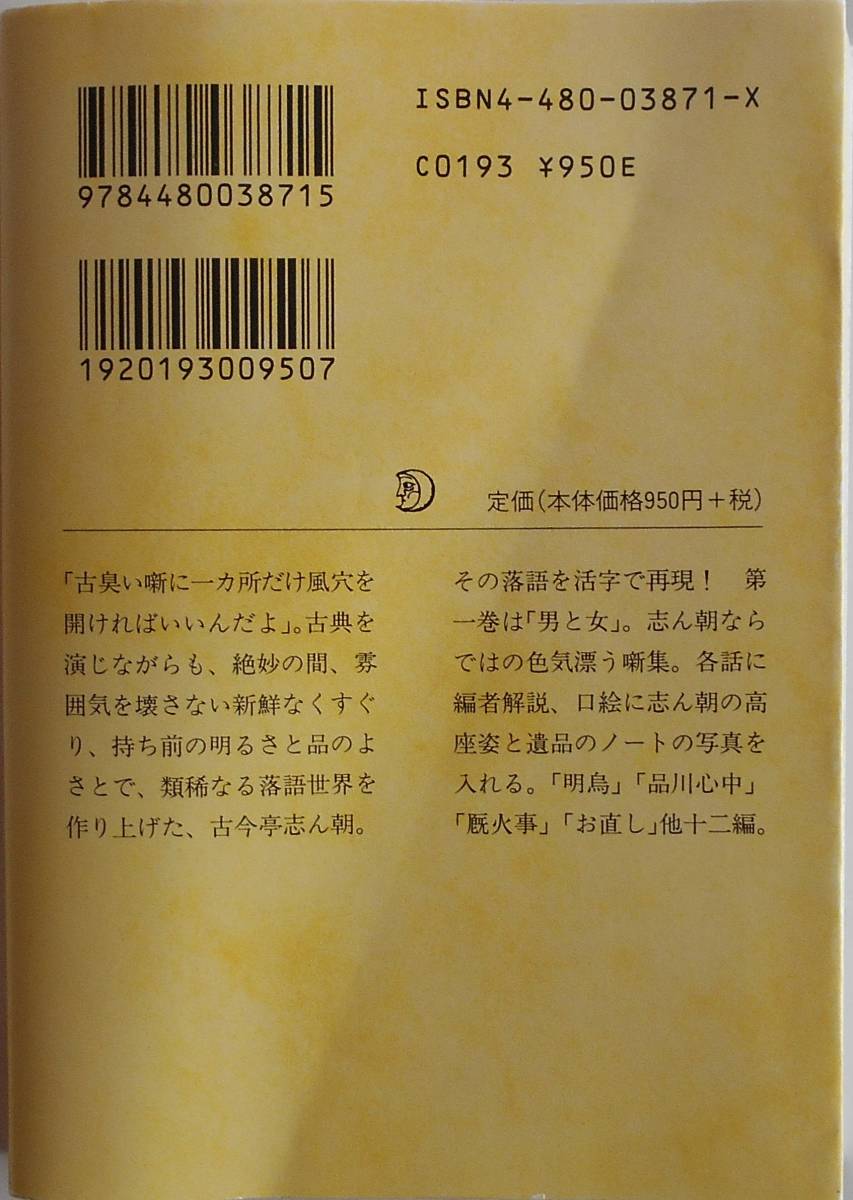 9784480038715
ISBN4-480-03871-X
C0193 ¥950E
1920193009507
定価(本体価格950円+税)
「古臭い噺に一カ所だけ風穴を
開ければいいんだよ」。古典を
演じながらも、絶妙の間、雰
囲気を壊さない新鮮なくすぐ
り、持ち前の明るさと品のよ
さとで、類稀なる落語世界を
作り上げた、古今亭志ん朝。
その落語を活字で再現！　第
一巻は「男と女」。志ん朝なら
ではの色気漂う噺集。各話に
編者解説、口絵に志ん朝の高
座姿と遺品のノートの写真を
入れる。「明烏」「品川心中」
「厩火事」「お直し」他十二編。